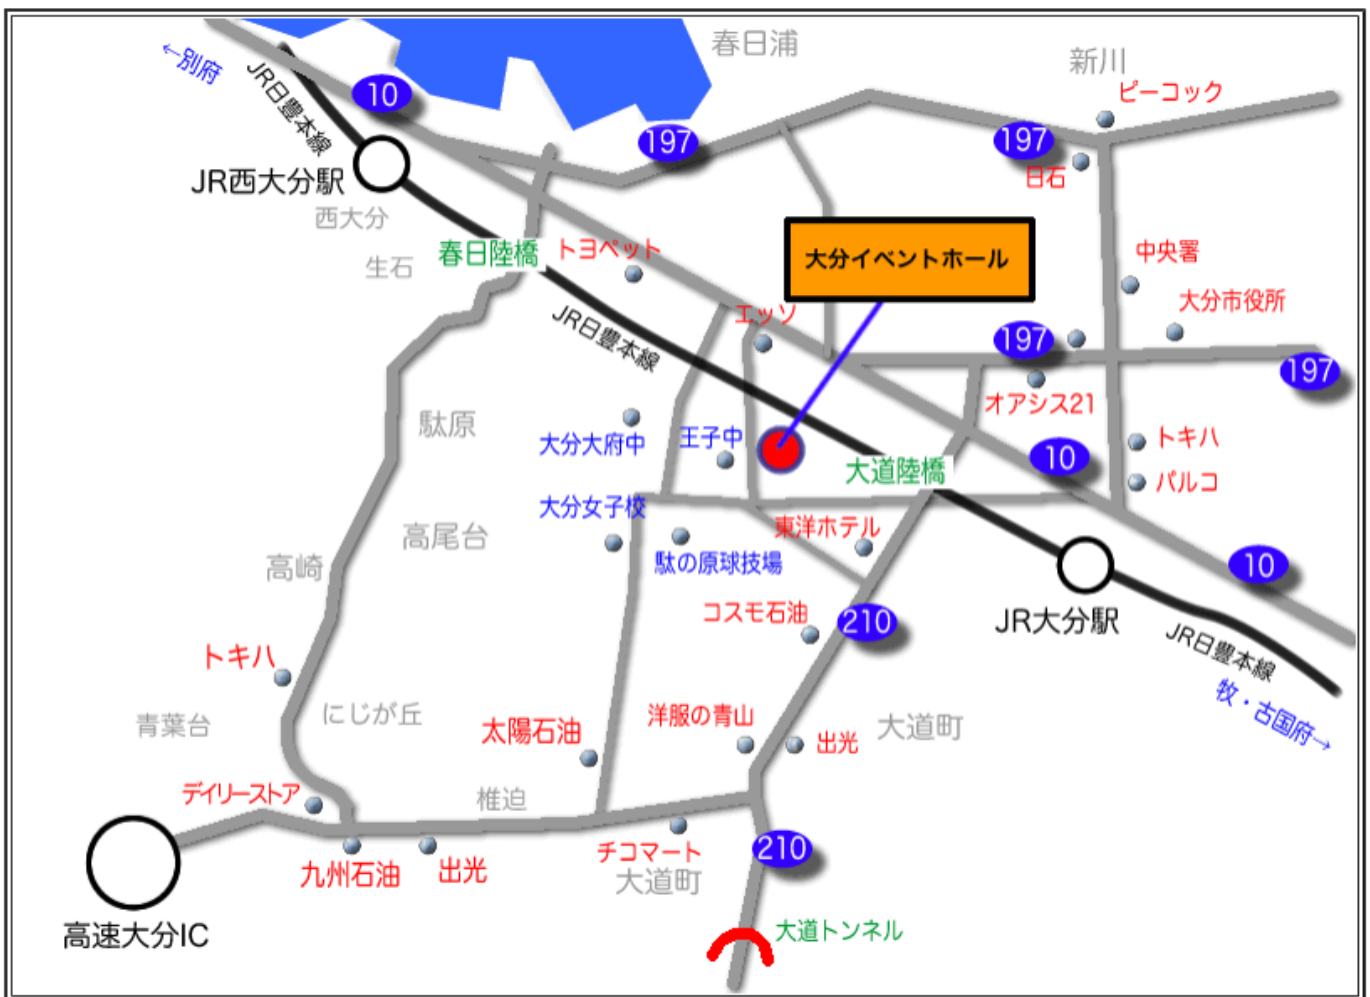 春日浦
新川
←別府
JR日豊本線
10
ピーコック
197
197
JR西大分駅
日石
西大分
春日陸橋
トヨペット
大分イベントホール
中央署
生石
大分市役所
エッソ
JR日豊本線
197
197
オアシス21
駄原
大分大府中
王子中
トキハ
大道陸橋
10
パルコ
大分女子校
高尾台
東洋ホテル
高崎
駄の原球技場
10
コスモ石油
210
JR大分駅
JR日豊本線
トキハ
牧・古国府→
青葉台
にじが丘
太陽石油
洋服の青山
出光
大道町
デイリーストア
椎迫
九州石油
出光
チコマート
210
大道町
高速大分IC
大道トンネル